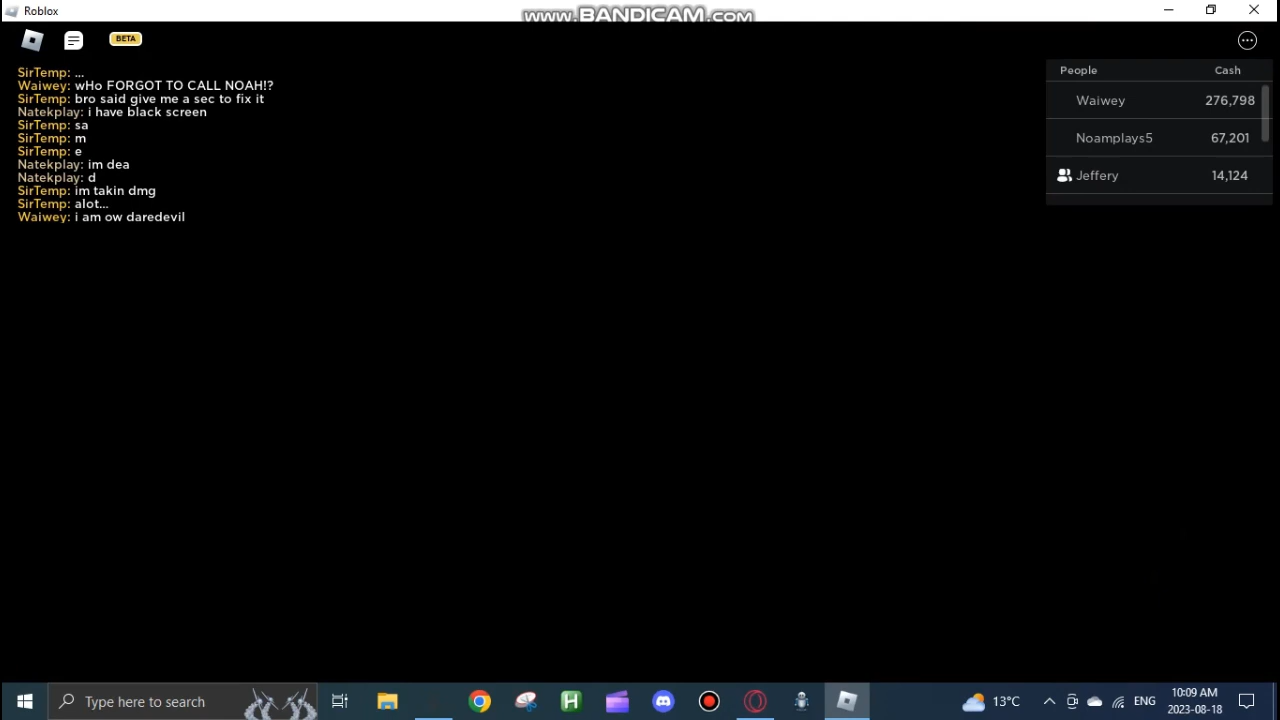 Roblox
www.BANDICAM.com
BETA
SirTemp: ...
Waiwey: wHo FORGOT TO CALL NOAH!?
SirTemp: bro said give me a sec to fix it
Natekplay: i have black screen
SirTemp: sa
SirTemp: m
SirTemp: e
Natekplay: im dea
Natekplay: d
SirTemp: im takin dmg
SirTemp: alot...
Waiwey: i am ow daredevil
People Cash
Waiwey 276,798
Noamplays5 67,201
Jeffery 14,124
Type here to search
H
13°C
ENG
10:09 AM
2023-08-18